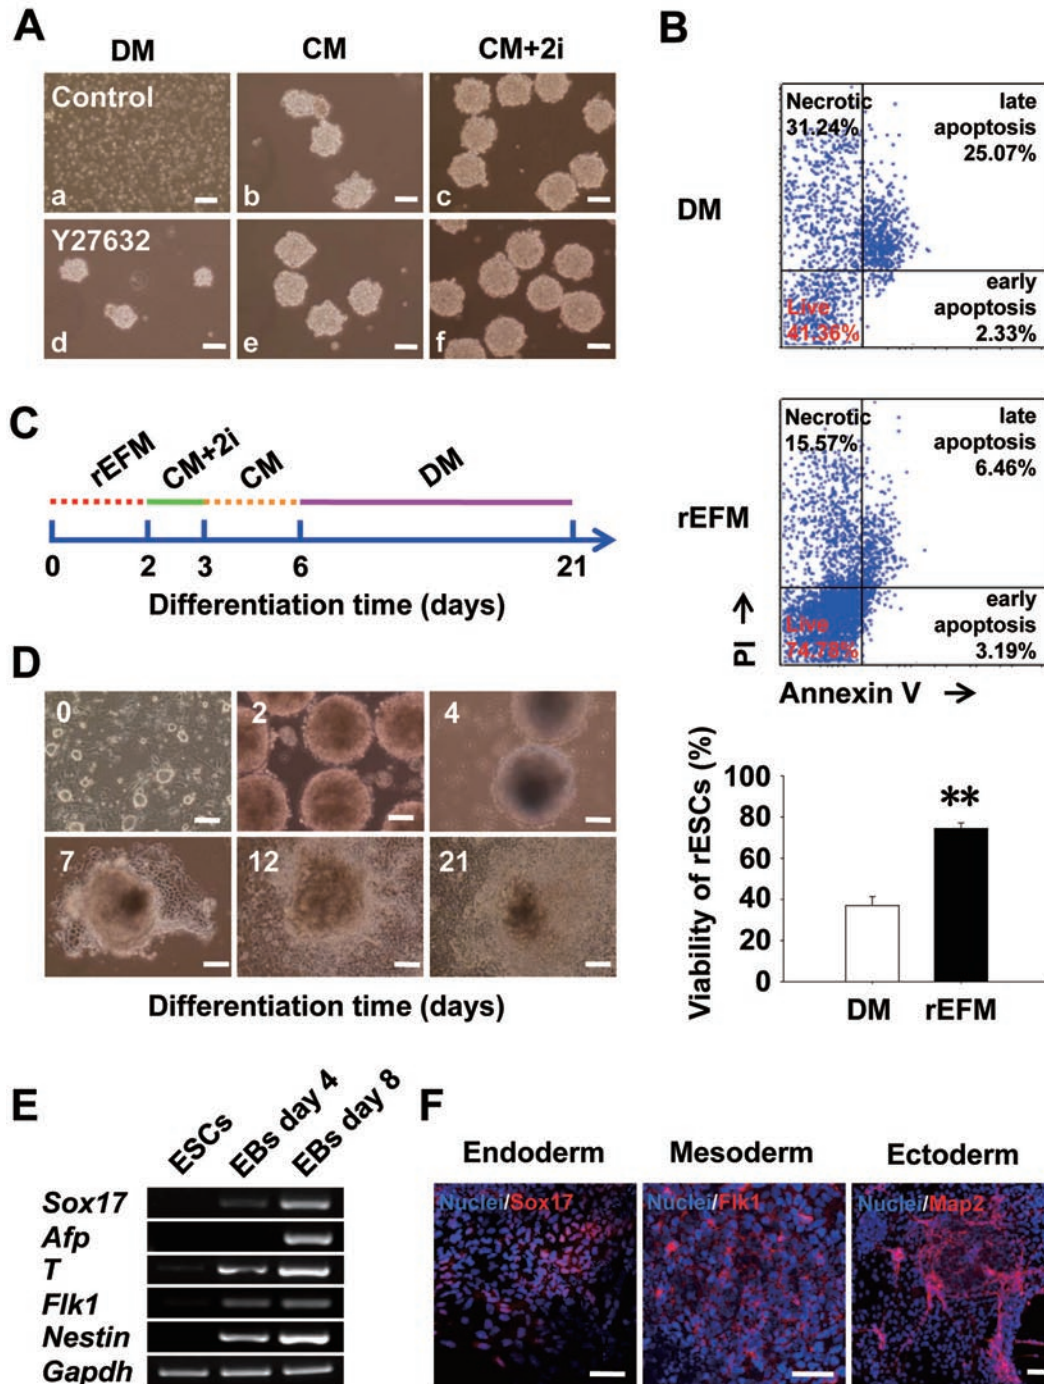 A
DM
CM
CM+2i
Control
a
b
c
Y27632
d
e
f
B
DM
Necrotic
31.24%
late
apoptosis
25.07%
Live
41.36%
early
apoptosis
2.33%
rEFM
Necrotic
15.57%
late
apoptosis
6.46%
Live
74.78%
early
apoptosis
3.19%
PI
Annexin V
Viability of rESCs (%)
100
80
60
40
20
0
**
DM
rEFM
C
rEFM
CM+2i
CM
DM
0
2
3
6
21
Differentiation time (days)
D
0
2
4
7
12
21
Differentiation time (days)
E
ESCs
EBs day 4
EBs day 8
Sox17
Afp
T
Flk1
Nestin
Gapdh
F
Endoderm
Mesoderm
Ectoderm
Nuclei/Sox17
Nuclei/Flk1
Nuclei/Map2